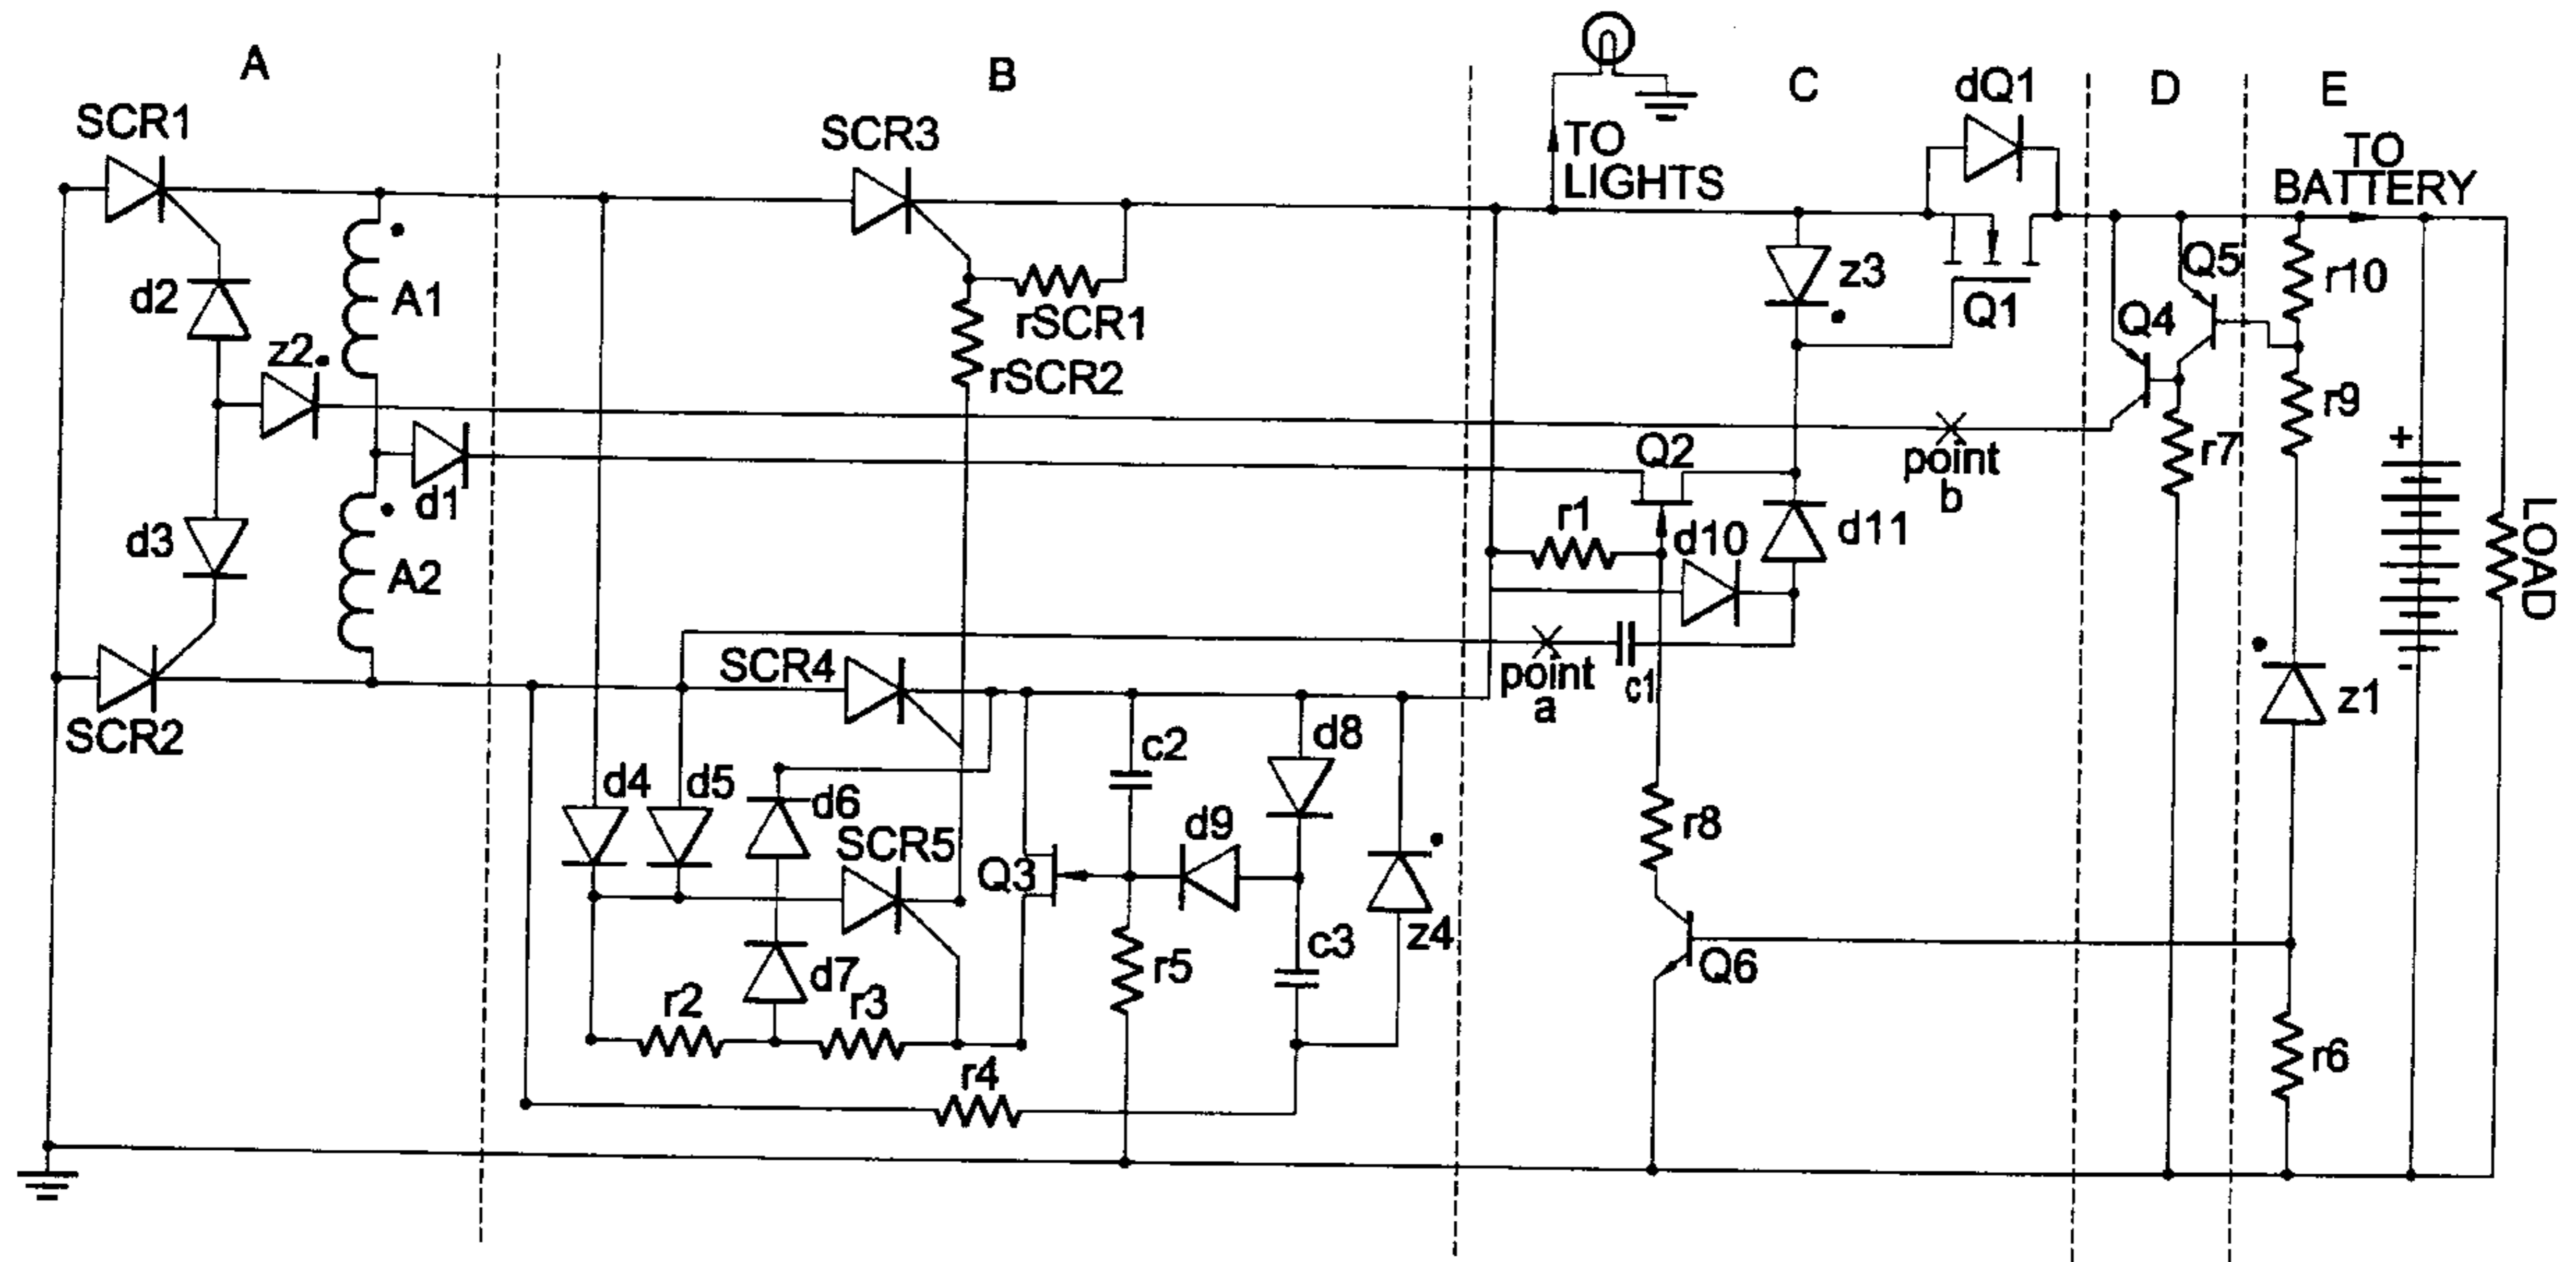 A
B
C
D
E
SCR1
SCR3
dQ1
TO
LIGHTS
TO
BATTERY
d2
A1
z2
rSCR1
rSCR2
z3
Q1
Q5
Q4
r10
r9
d1
Q2
point
b
r7
+
d3
A2
r1
d10
d11
LOAD
SCR2
SCR4
point
a
c1
z1
-
d4
d5
d6
c2
d8
SCR5
d9
r8
Q3
z4
d7
r2
r3
r5
c3
Q6
r4
r6